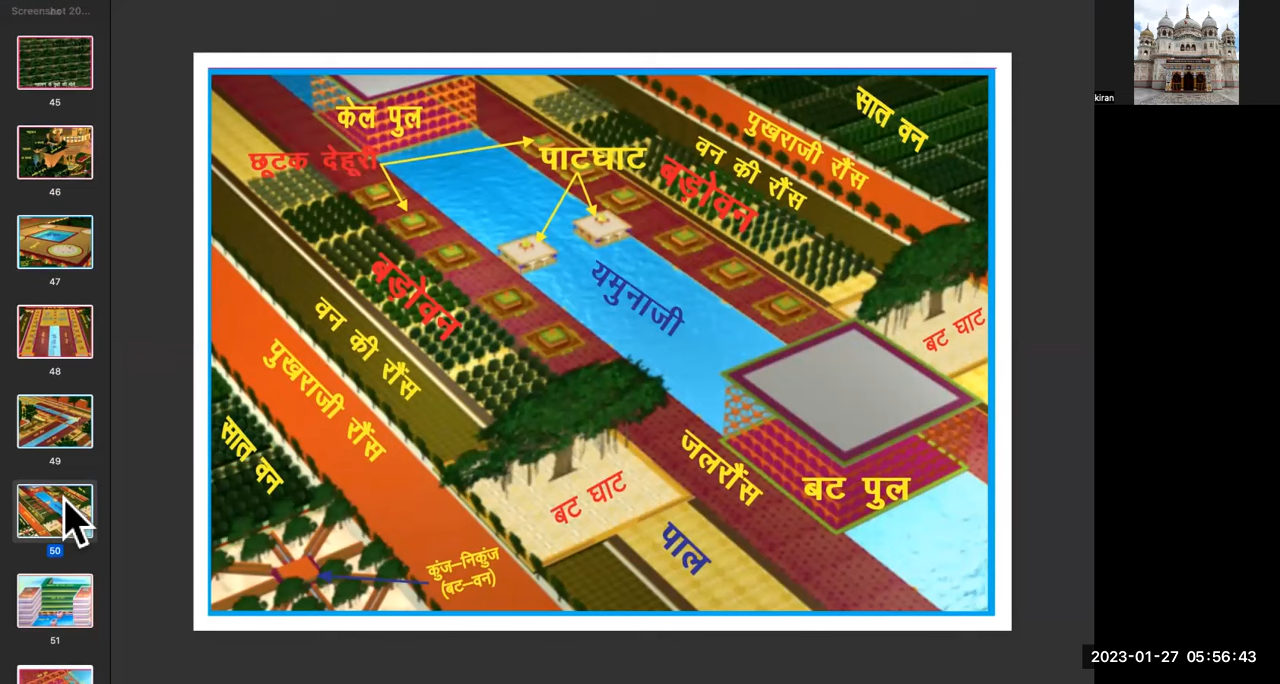 Screenshot 20...
45
46
47
48
49
50
51
केल पुल
छूटक देहूरी
पाटघाट
बड़ोवन
वन की रौंस
पुखराजी रौंस
सात वन
बट घाट
यमुनाजी
बड़ोवन
वन की रौंस
पुखराजी रौंस
सात वन
बट घाट
जलरौंस
बट पुल
पाल
कुंज–निकुंज
(बट–वन)
kiran
2023-01-27 05:56:43